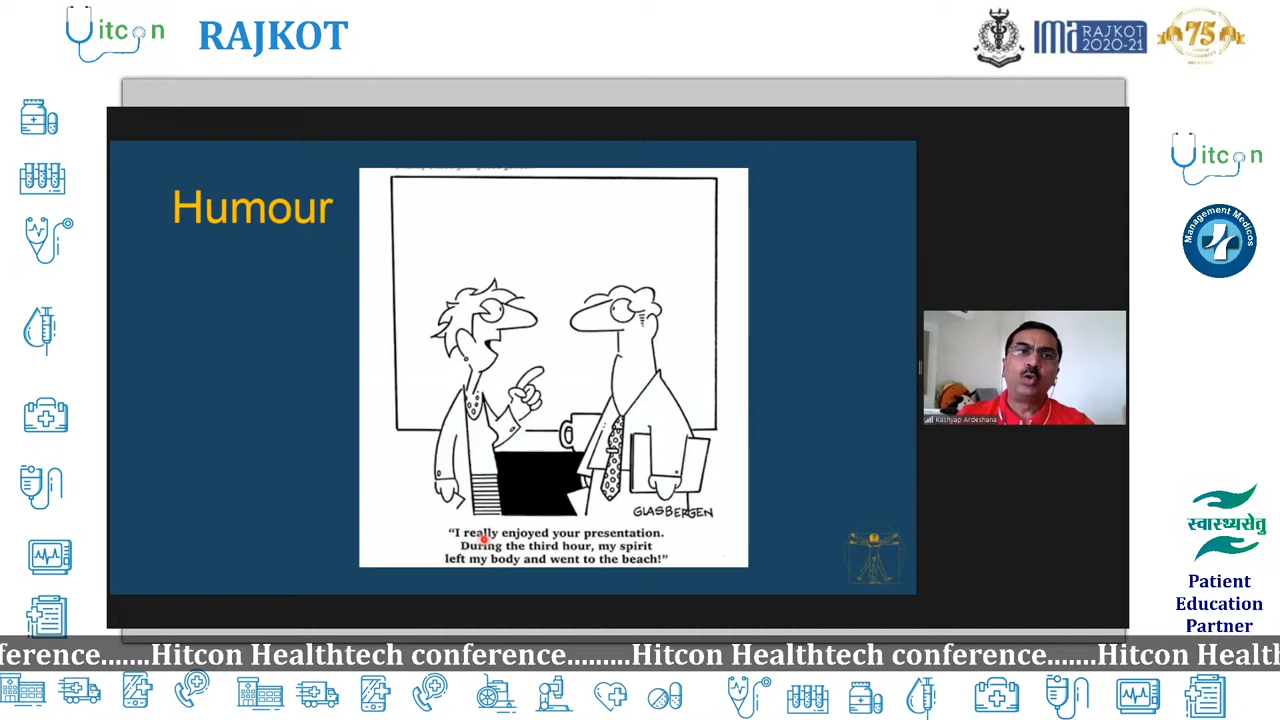 itcon RAJKOT
ima RAJKOT 2020-21
75
Humour
GLASBERGEN
“I really enjoyed your presentation.
During the third hour, my spirit
left my body and went to the beach!”
Kashyap Ardeshana
itcon
Management Medicos
स्वास्थ्यसेतु
Patient
Education
Partner
ference.......Hitcon Healthtech conference.........Hitcon Healthtech conference.......Hitcon Health